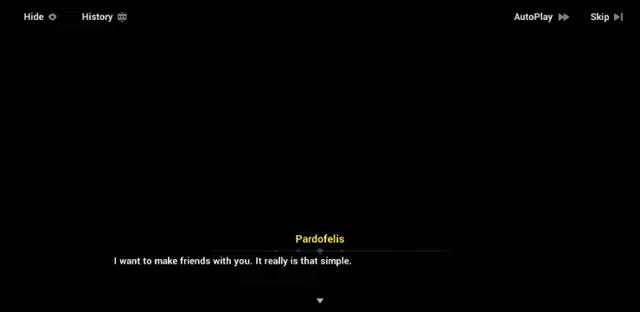 Hide
History
AutoPlay
Skip
Pardofelis
I want to make friends with you. It really is that simple.